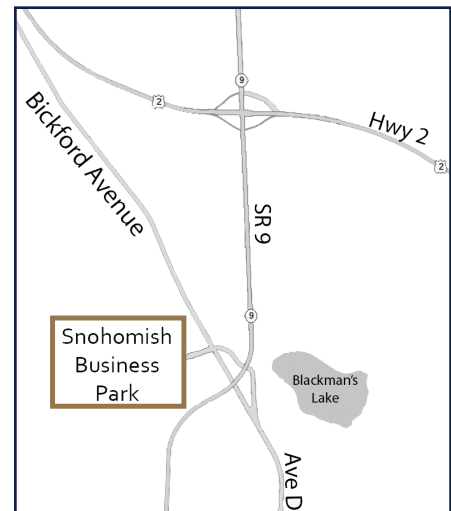 9
2
Hwy 2
2
Bickford Avenue
SR 9
9
Snohomish
Business
Park
Blackman's
Lake
Ave D